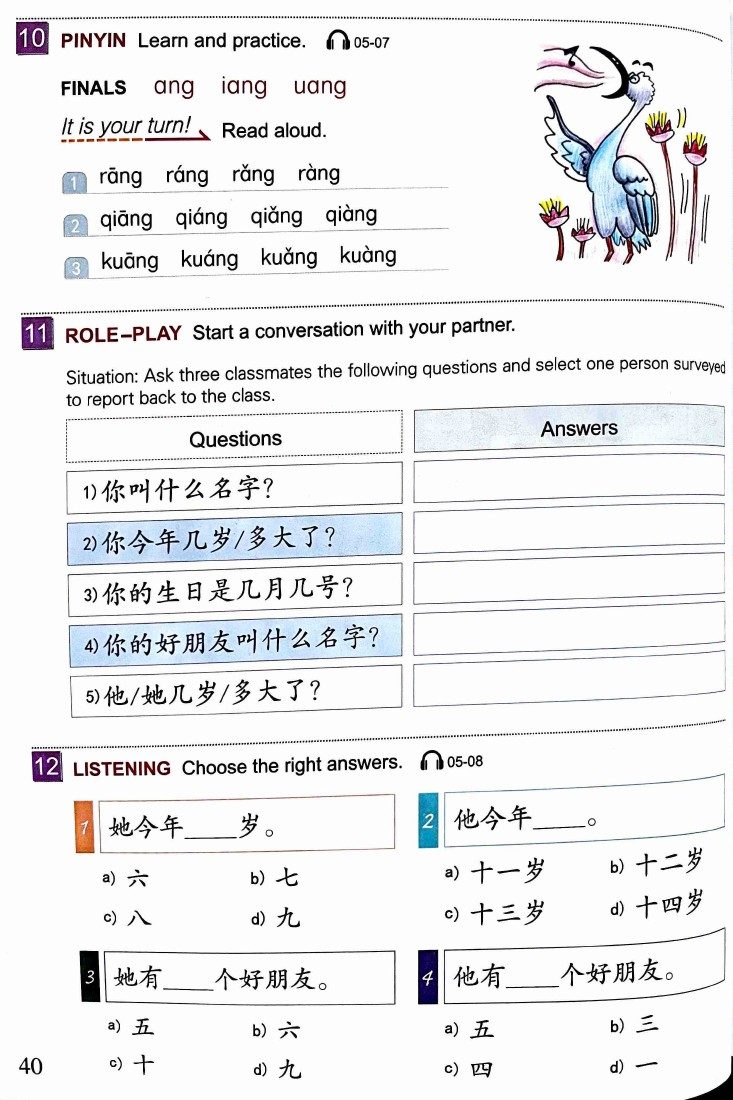 10 PINYIN Learn and practice. 05-07
FINALS ang iang uang
It is your turn! Read aloud.
1 rāng ráng rǎng ràng
2 qiāng qiáng qiǎng qiàng
3 kuāng kuáng kuǎng kuàng
11 ROLE-PLAY Start a conversation with your partner.
Situation: Ask three classmates the following questions and select one person surveyed
to report back to the class.
Questions Answers
1) 你叫什么名字?
2) 你今年几岁/多大了?
3) 你的生日是几月几号?
4) 你的好朋友叫什么名字?
5) 他/她几岁/多大了?
12 LISTENING Choose the right answers. 05-08
1 她今年____岁。
a) 六 b) 七
c) 八 d) 九
2 他今年____。
a) 十一岁 b) 十二岁
c) 十三岁 d) 十四岁
3 她有____个好朋友。
a) 五 b) 六
c) 十 d) 九
4 他有____个好朋友。
a) 五 b) 三
c) 四 d) 一
40